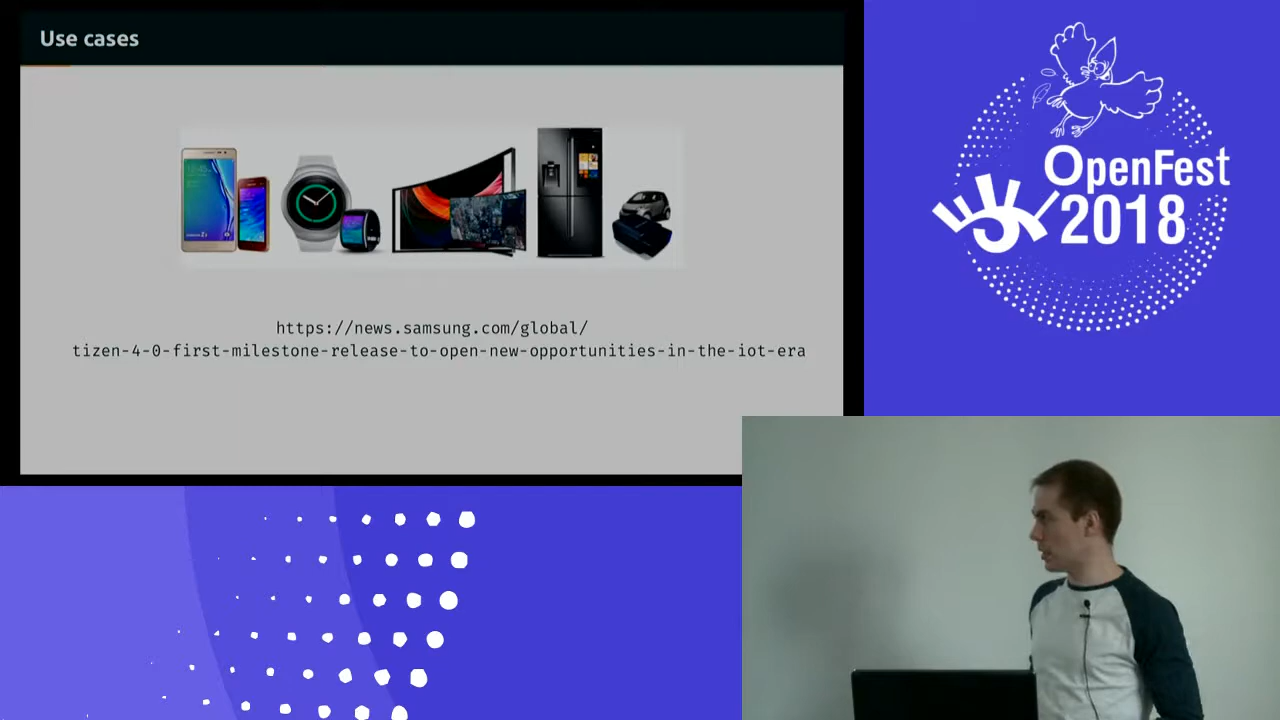 Use cases
https://news.samsung.com/global/
tizen-4-0-first-milestone-release-to-open-new-opportunities-in-the-iot-era
OpenFest
2018